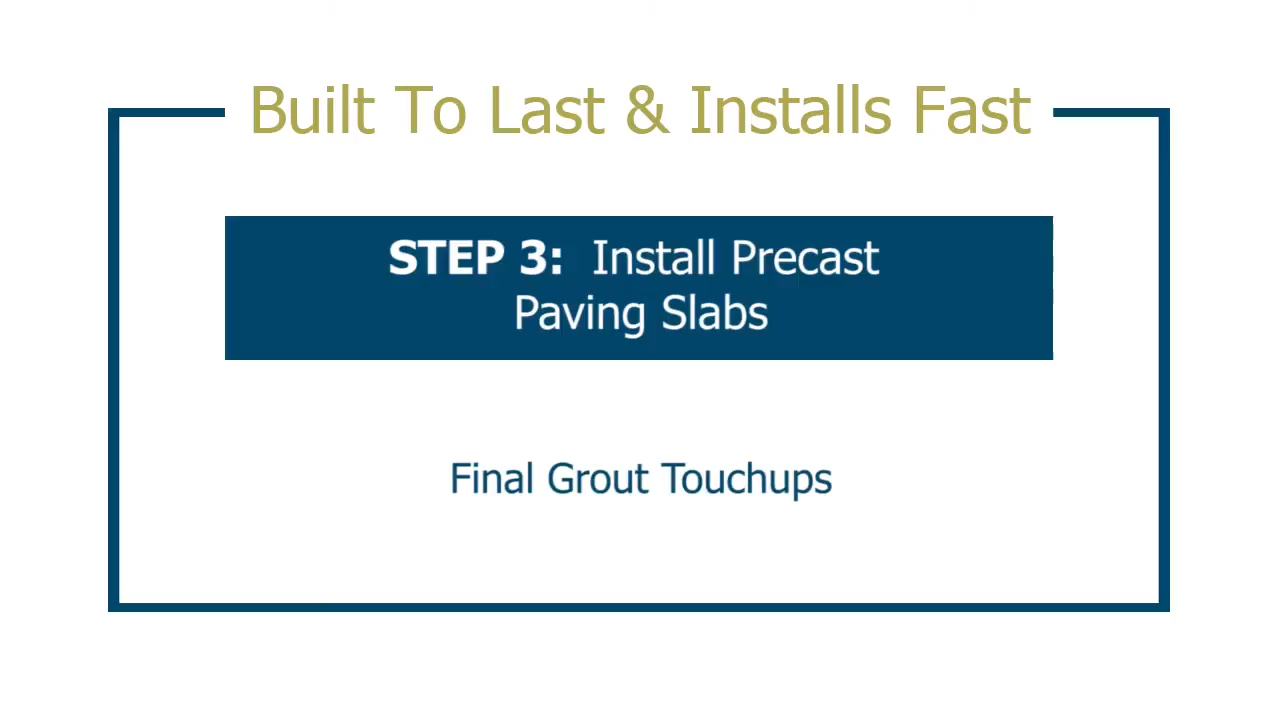 Built To Last & Installs Fast
STEP 3: Install Precast
Paving Slabs
Final Grout Touchups